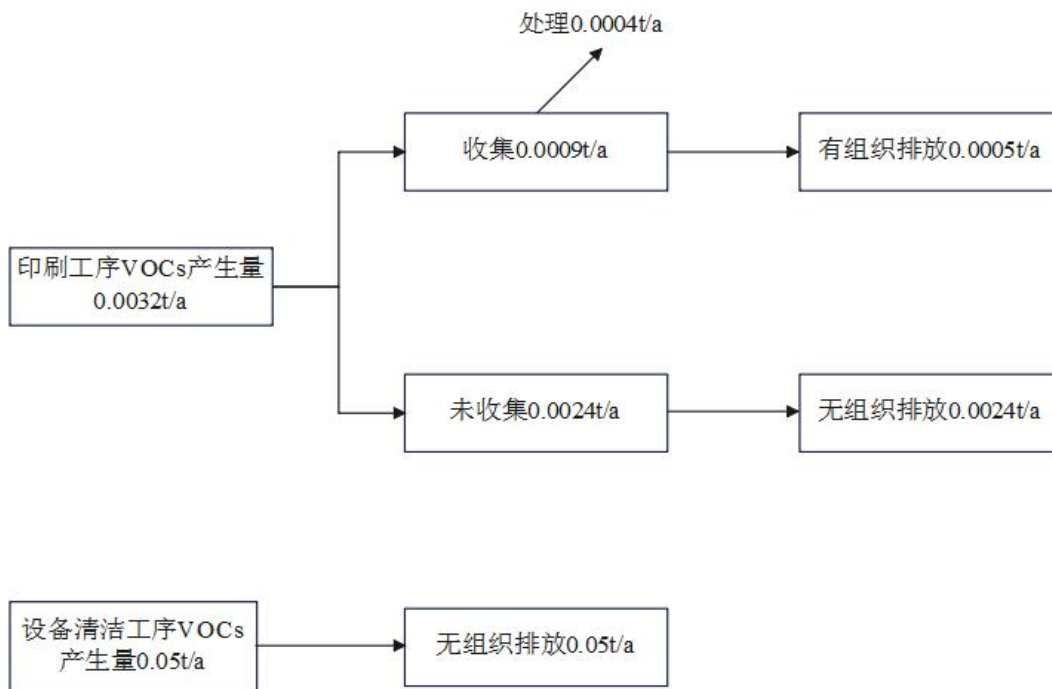 处理0.0004t/a
收集0.0009t/a
有组织排放0.0005t/a
印刷工序VOCs产生量
0.0032t/a
未收集0.0024t/a
无组织排放0.0024t/a
设备清洁工序VOCs
产生量0.05t/a
无组织排放0.05t/a